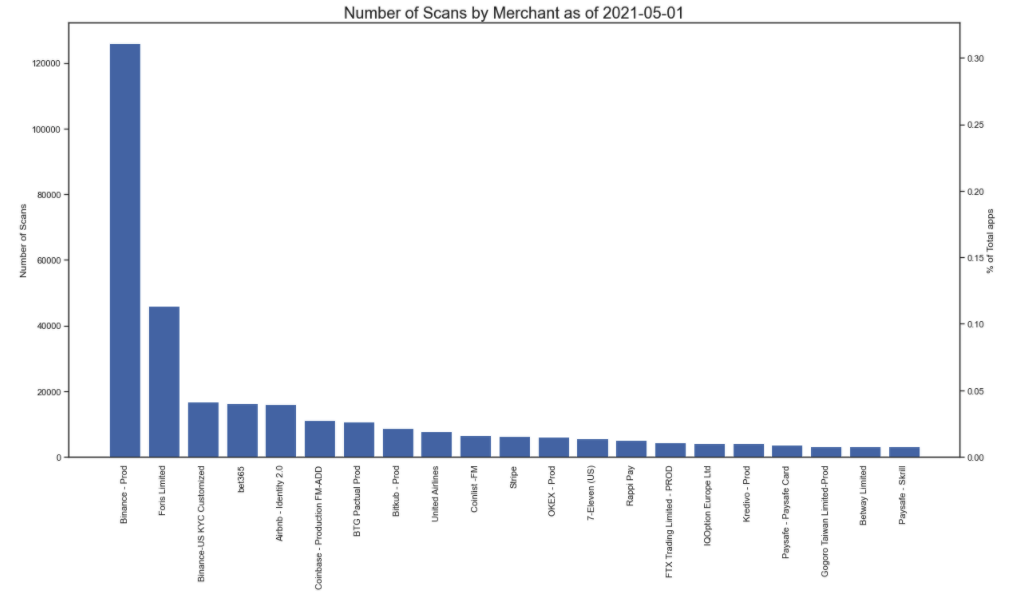 Number of Scans by Merchant as of 2021-05-01
Number of Scans
120000
100000
80000
60000
40000
20000
0
% of Total apps
0.30
0.25
0.20
0.15
0.10
0.05
0.00
Binance - Prod
Foris Limited
Binance-US KYC Customized
bet365
Airbnb - Identity 2.0
Coinbase - Production FM-ADD
BTG Pactual Prod
Bitkub - Prod
United Airlines
Coinlist -FM
Stripe
OKEX - Prod
7-Eleven (US)
Rappi Pay
FTX Trading Limited - PROD
IQOption Europe Ltd
Kredivo - Prod
Paysafe - Paysafe Card
Gogoro Taiwan Limited-Prod
Betway Limited
Paysafe - Skrill